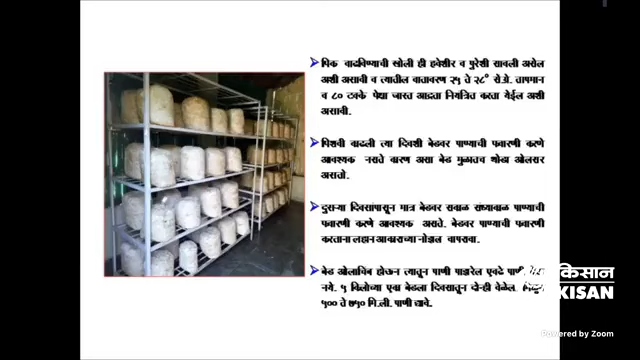 पिक वाढविण्याची खोली ही हवेशीर व पुरेशी सावली असेल
अशी असावी व त्यातील वातावरण २५ ते २८° से.ग्रे. तापमान
व ८० टक्के पेक्षा जास्त आद्रता नियंत्रित करता येईल अशी
असावी.
पिशवी काढली त्या दिवशी बेडवर पाण्याची फवारणी करणे
आवश्यक नसते कारण असा बेड मुळातच थोडा ओलसर
असतो.
दुसऱ्या दिवसापासून मात्र बेडवर सकाळ संध्याकाळ पाण्याची
फवारणी करणे आवश्यक असते. बेडवर पाण्याची फवारणी
करताना लहान आकाराच्या नोझल वापरावा.
बेड ओलाचिंब होऊन त्यातून पाणी पाझरेल एवढे पाणी
नये. ५ किलोच्या एका बेडला दिवसातून दोन्ही वेळेला
५०० ते ७५० मि.ली. पाणी द्यावे.
किसान
KISAN
Powered by Zoom